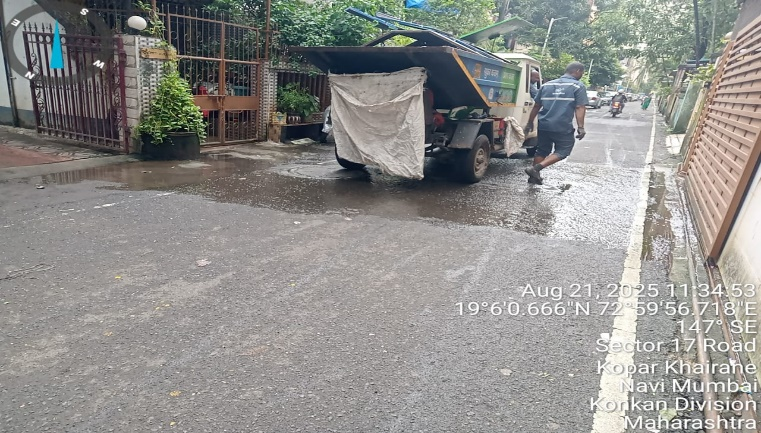 Aug 21, 2025 11:34:53
19°6'0.666"N 72°59'56.718"E
147° SE
Sector 17 Road
Kopar Khairane
Navi Mumbai
Konkan Division
Maharashtra